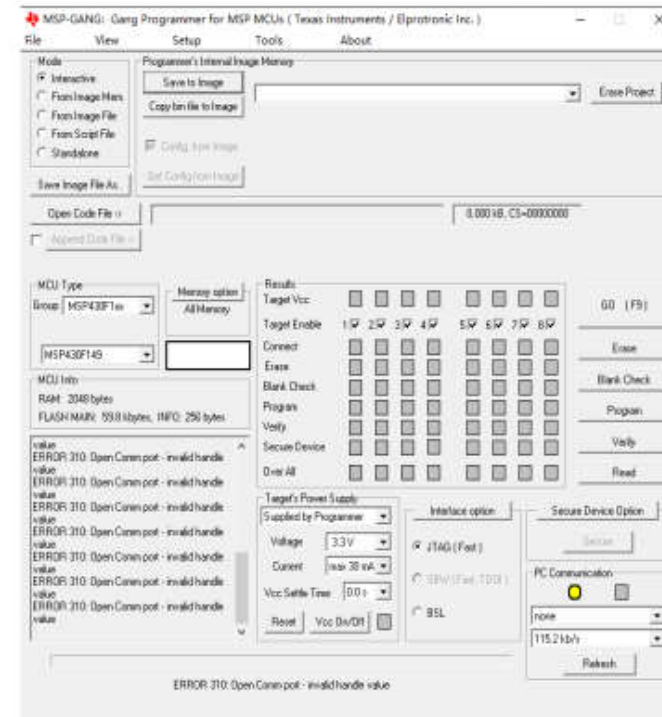 MSP-GANG: Gang Programmer for MSP MCUs ( Texas Instruments / Elprotronic Inc. )
File View Setup Tools About
Mode
Interactive
From Image Mem
From Image File
From Script File
Standalone
Save Image File As..
Programmer's Internal Image Memory
Save to Image
Copy bin file to Image
Config. from Image
Get Config from Image
Erase Project
Open Code File ->
0.000 kB, CS=00000000
Append Code File ->
MCU Type
Group: MSP430F1xx
MSP430F149
Memory option
All Memory
MCU Info
RAM: 2048 bytes
FLASH MAIN: 59.8 kbytes, INFO: 256 bytes
value
ERROR 310: Open Comm port - invalid handle
value
ERROR 310: Open Comm port - invalid handle
value
ERROR 310: Open Comm port - invalid handle
value
ERROR 310: Open Comm port - invalid handle
value
ERROR 310: Open Comm port - invalid handle
value
ERROR 310: Open Comm port - invalid handle
value
ERROR 310: Open Comm port - invalid handle
value
Results
Target Vcc
Target Enable 1 2 3 4 5 6 7 8
Connect
Erase
Blank Check
Program
Verify
Secure Device
Over All
GO (F9)
Erase
Blank Check
Program
Verify
Read
Target's Power Supply
Supplied by Programmer
Voltage 3.3 V
Current max 30 mA
Vcc Settle Time 0.0 s
Reset Vcc On/Off
Interface option
JTAG ( Fast )
SBW (Fast, TDOI )
BSL
Secure Device Option
Secure
PC Communication
none
115.2 kb/s
Refresh
ERROR 310: Open Comm port - invalid handle value